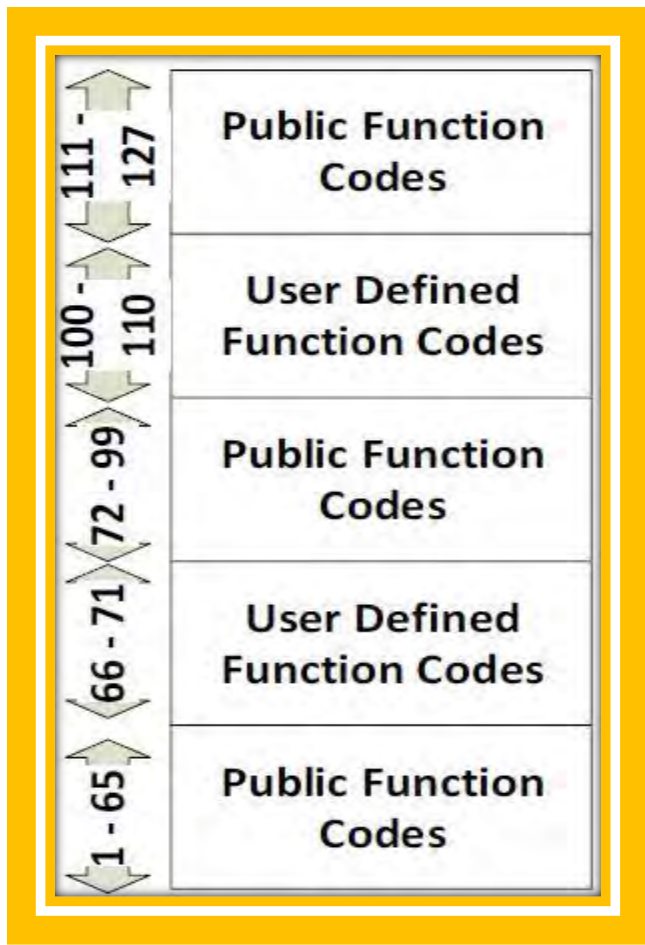 111 -
127
Public Function
Codes
100 -
110
User Defined
Function Codes
72 - 99
Public Function
Codes
66 - 71
User Defined
Function Codes
1 - 65
Public Function
Codes